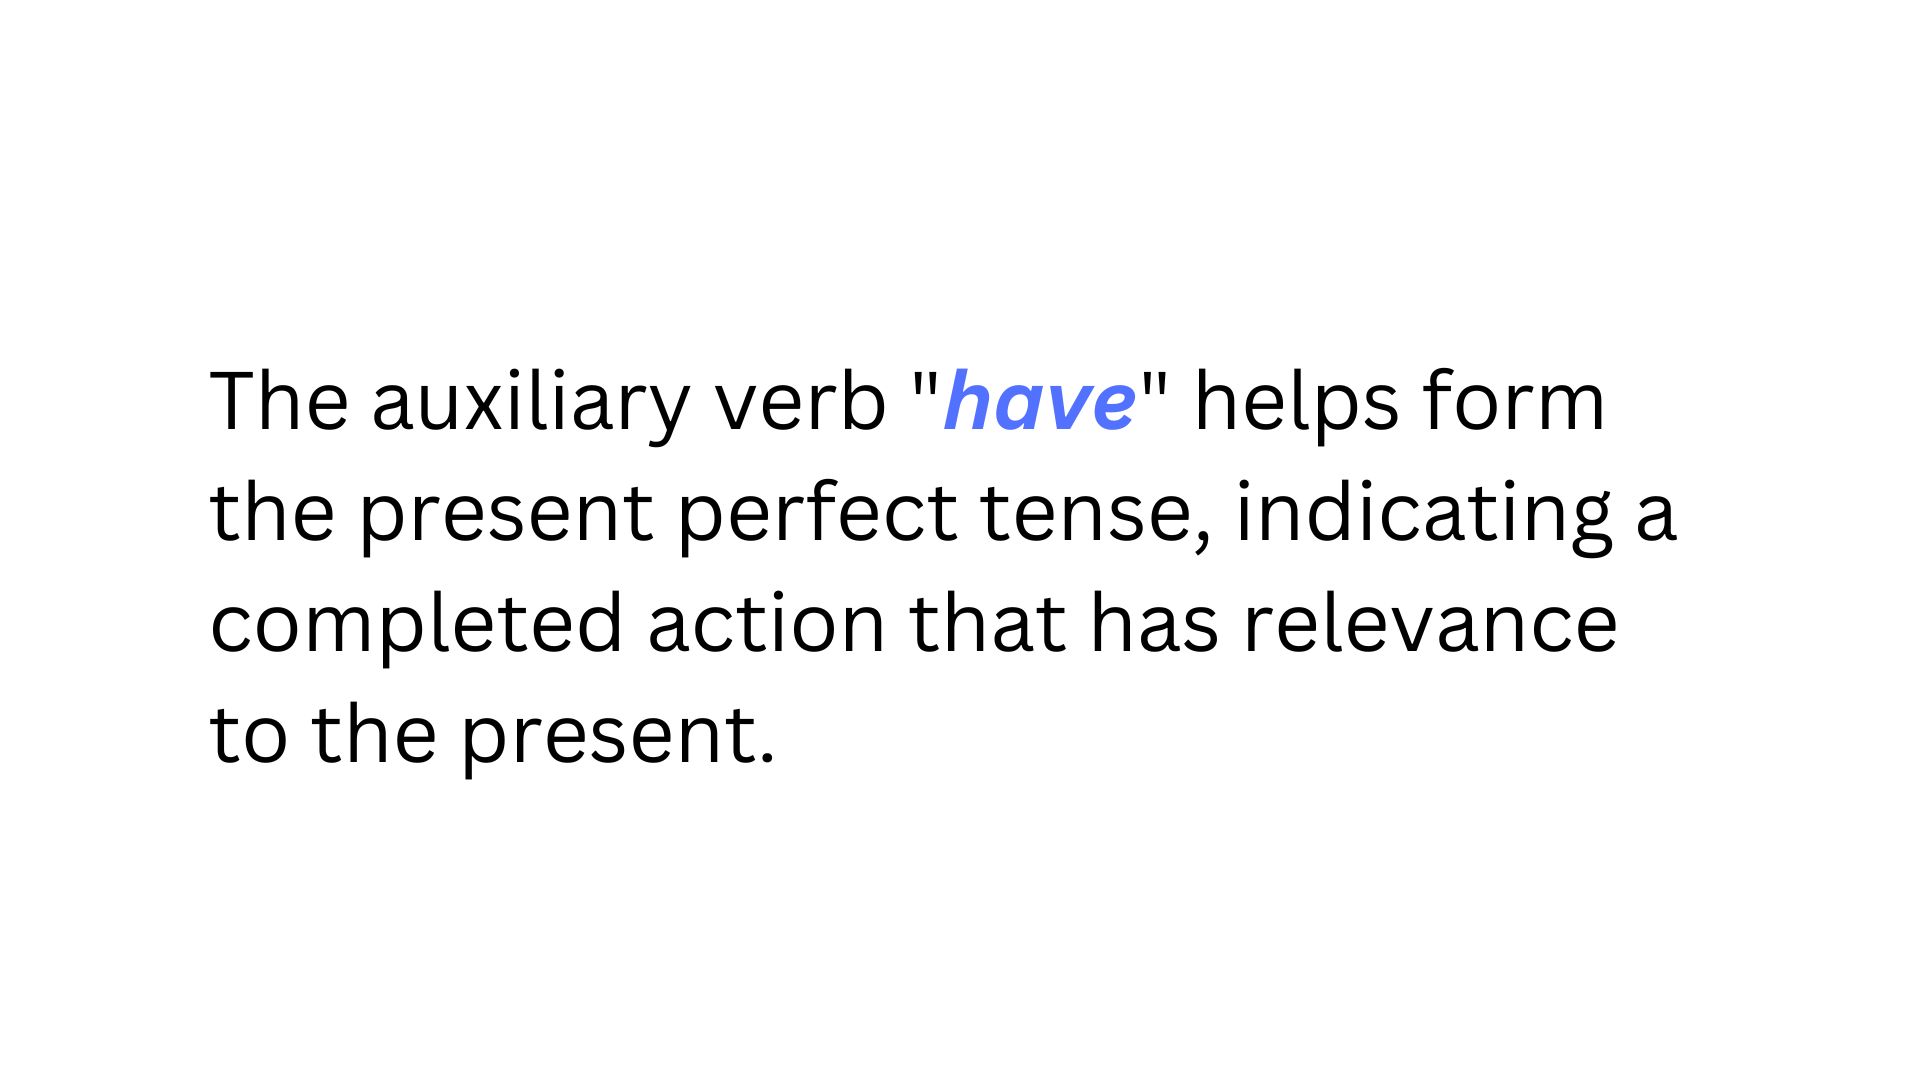 The auxiliary verb "have" helps form
the present perfect tense, indicating a
completed action that has relevance
to the present.